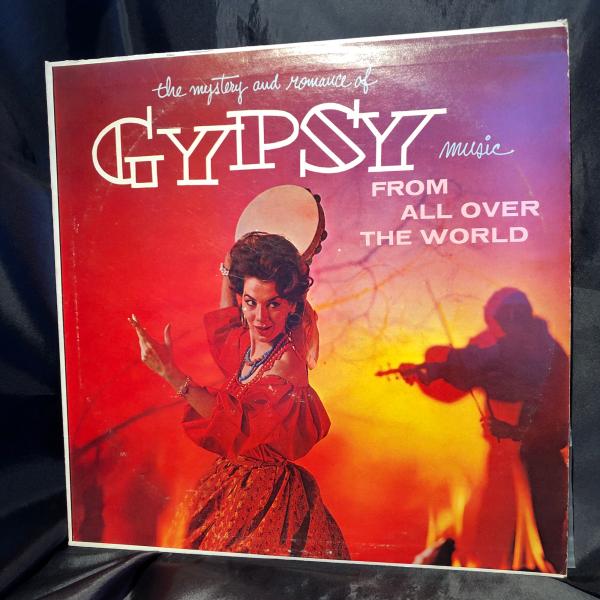 the mystery and romance of
GYPSY music
FROM
ALL OVER
THE WORLD